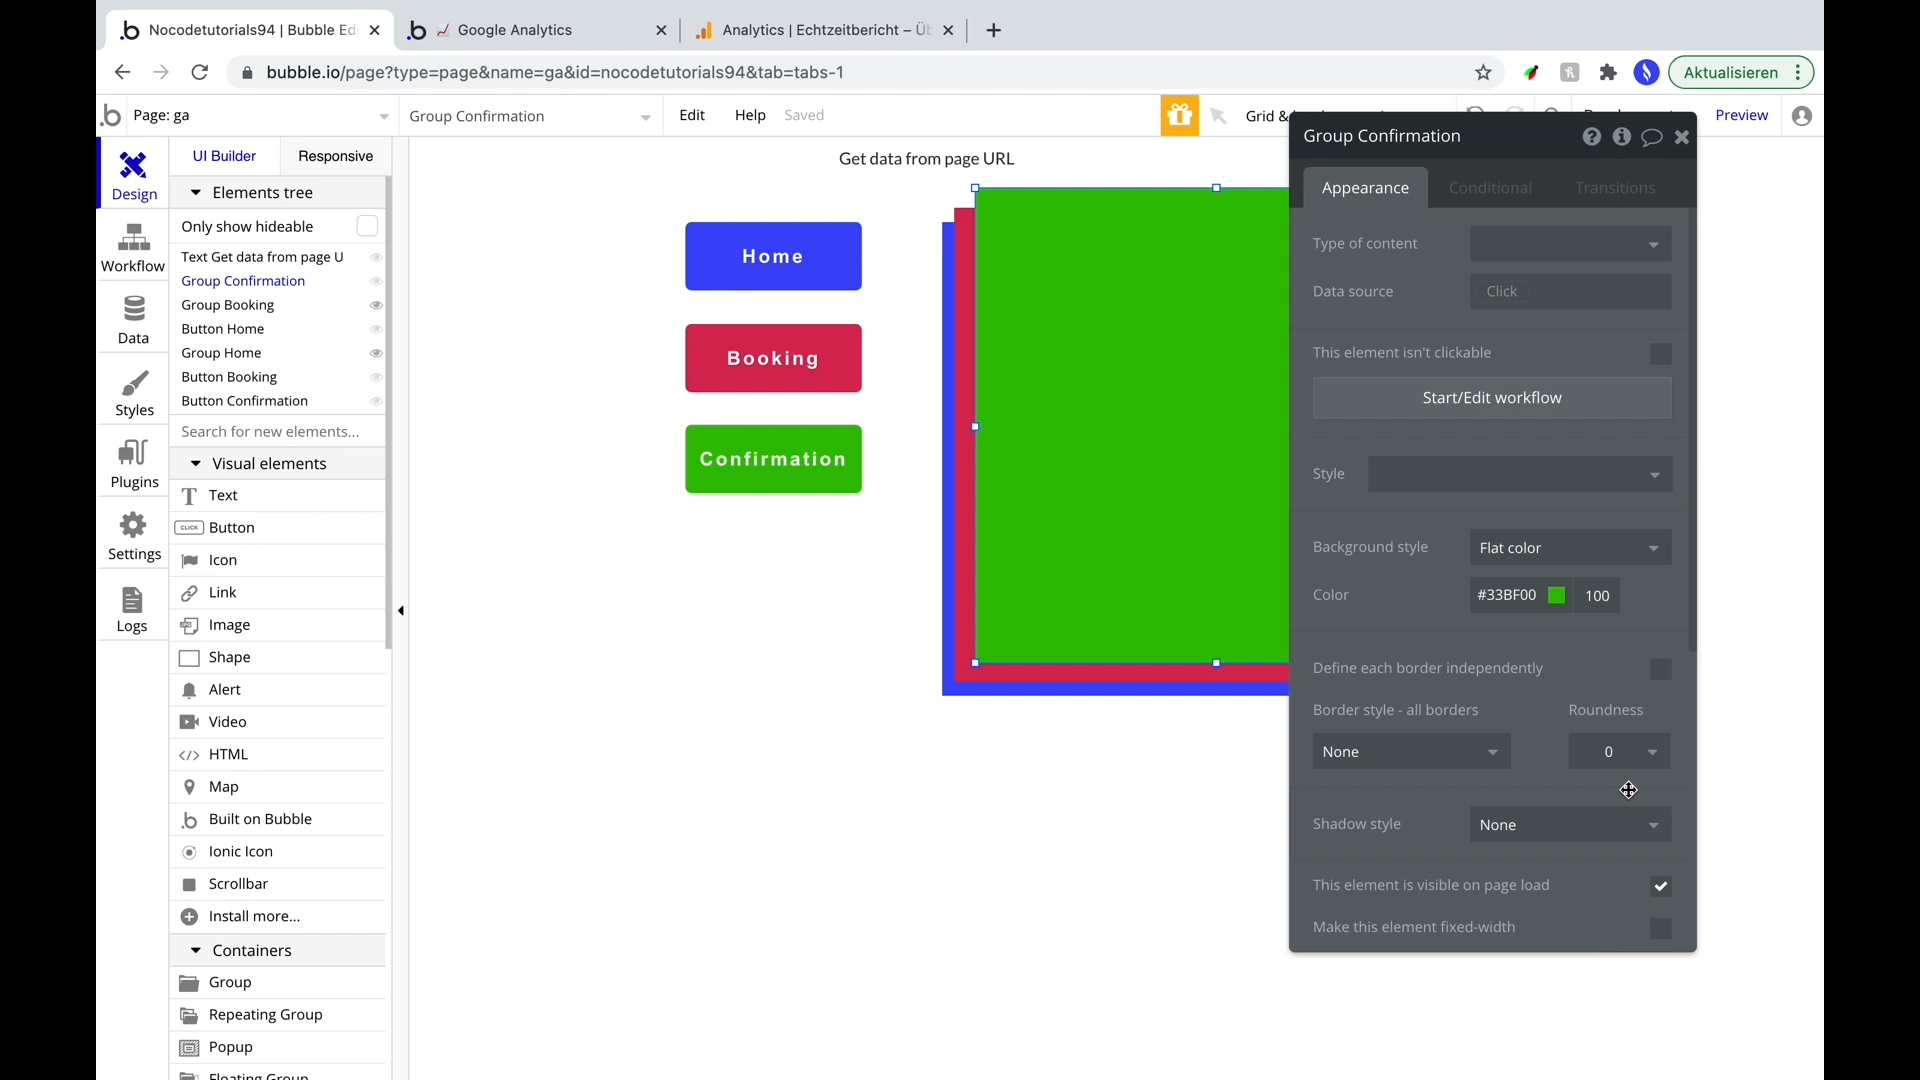 Nocodetutorials94 | Bubble Edi
Google Analytics
Analytics | Echtzeitbericht – Üb
bubble.io/page?type=page&name=ga&id=nocodetutorials94&tab=tabs-1
Aktualisieren
Page: ga
Group Confirmation
Edit
Help
Saved
Grid &
Preview
UI Builder
Responsive
Design
Workflow
Data
Styles
Plugins
Settings
Logs
Elements tree
Only show hideable
Text Get data from page U
Group Confirmation
Group Booking
Button Home
Group Home
Button Booking
Button Confirmation
Search for new elements...
Visual elements
Text
CLICK
Button
Icon
Link
Image
Shape
Alert
Video
HTML
Map
Built on Bubble
Ionic Icon
Scrollbar
Install more...
Containers
Group
Repeating Group
Popup
Floating Group
Get data from page URL
Home
Booking
Confirmation
Group Confirmation
Appearance
Conditional
Transitions
Type of content
Data source
Click
This element isn't clickable
Start/Edit workflow
Style
Background style
Flat color
Color
#33BF00
100
Define each border independently
Border style - all borders
Roundness
None
0
Shadow style
None
This element is visible on page load
Make this element fixed-width